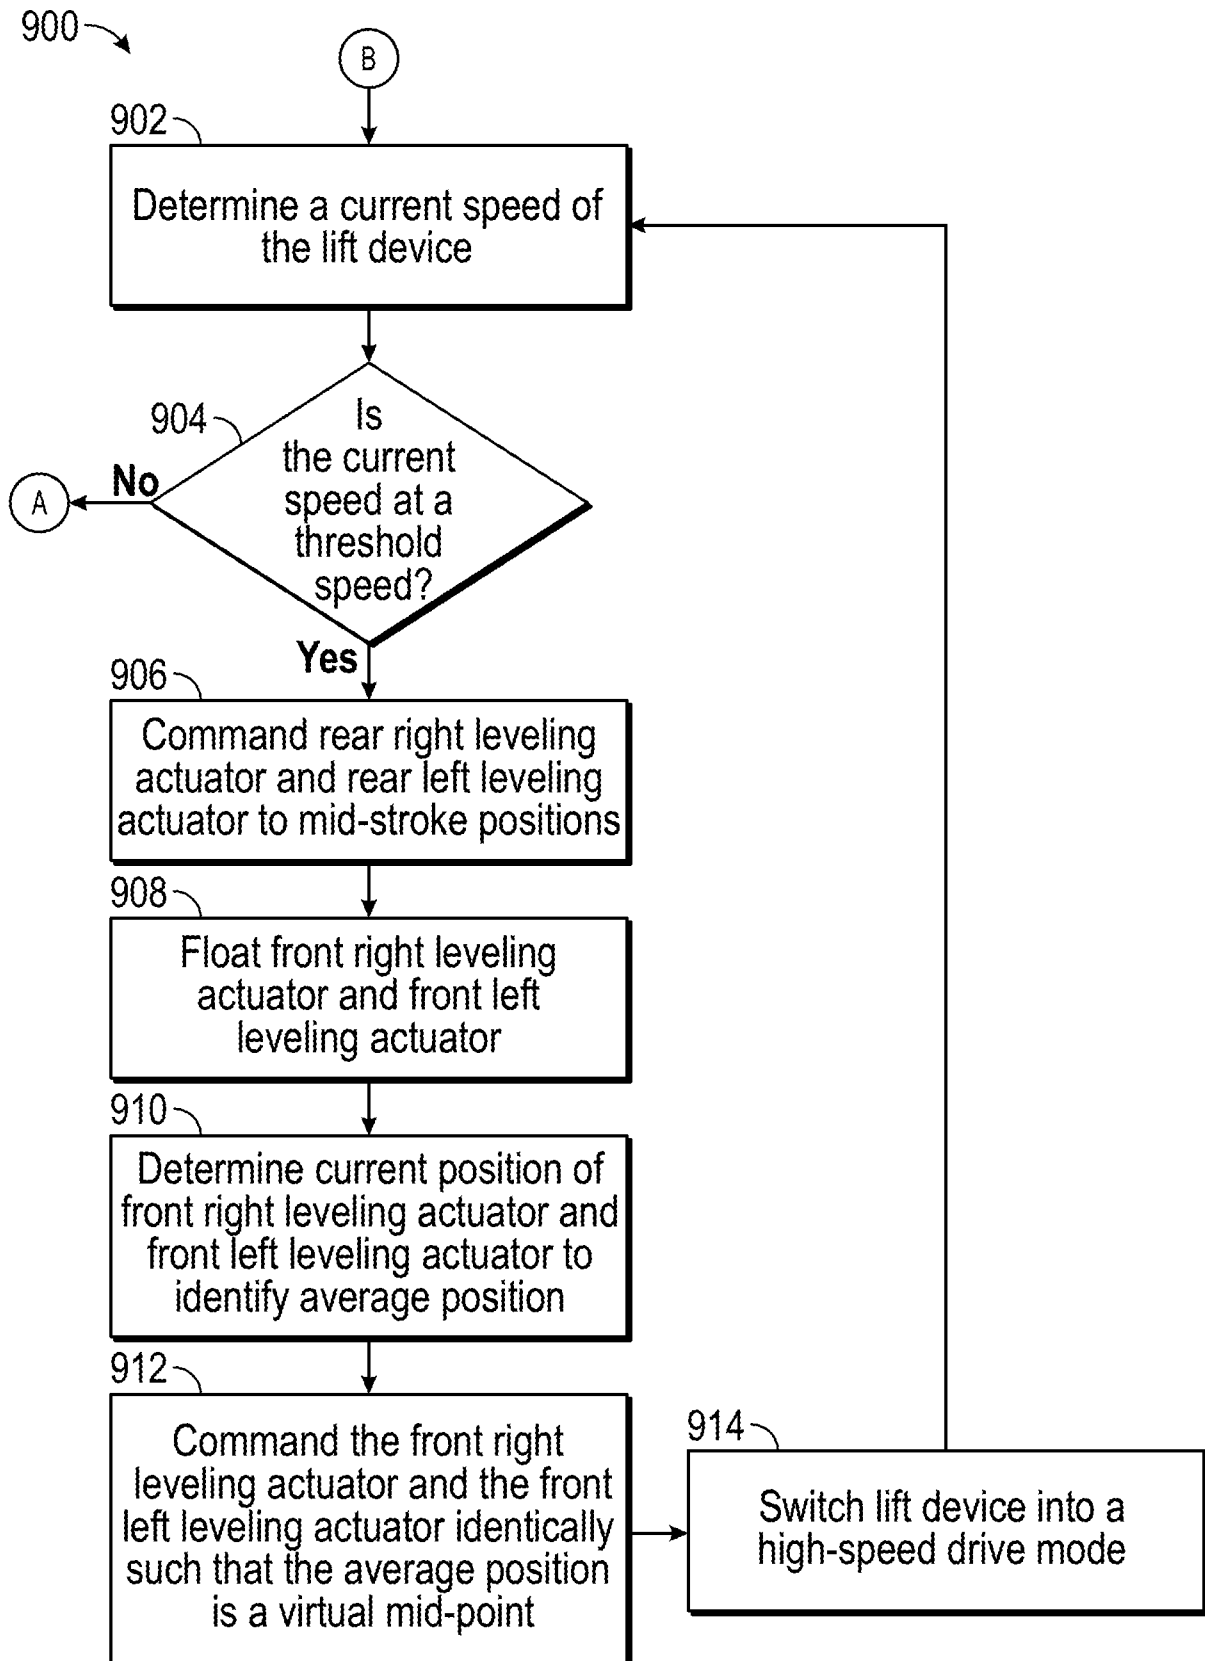 900
B
902
Determine a current speed of
the lift device
904
Is
the current
speed at a
threshold
speed?
No
A
Yes
906
Command rear right leveling
actuator and rear left leveling
actuator to mid-stroke positions
908
Float front right leveling
actuator and front left
leveling actuator
910
Determine current position of
front right leveling actuator and
front left leveling actuator to
identify average position
912
Command the front right
leveling actuator and the front
left leveling actuator identically
such that the average position
is a virtual mid-point
914
Switch lift device into a
high-speed drive mode